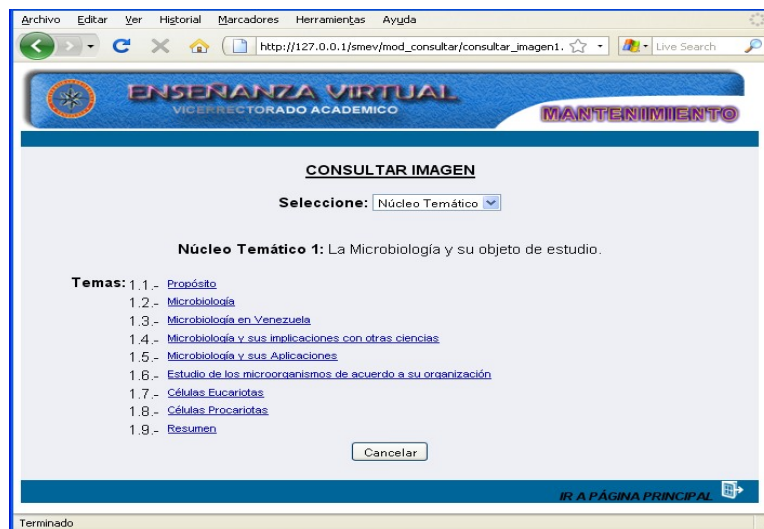 Archivo Editar Ver Historial Marcadores Herramientas Ayuda
http://127.0.0.1/smev/mod_consultar/consultar_imagen1. Live Search
ENSEÑANZA VIRTUAL
VICERRECTORADO ACADEMICO
MANTENIMIENTO
CONSULTAR IMAGEN
Seleccione: Núcleo Temático
Núcleo Temático 1: La Microbiología y su objeto de estudio.
Temas: 1.1.- Propósito
1.2.- Microbiología
1.3.- Microbiología en Venezuela
1.4.- Microbiología y sus implicaciones con otras ciencias
1.5.- Microbiología y sus Aplicaciones
1.6.- Estudio de los microorganismos de acuerdo a su organización
1.7.- Células Eucariotas
1.8.- Células Procariotas
1.9.- Resumen
Cancelar
IR A PÁGINA PRINCIPAL
Terminado